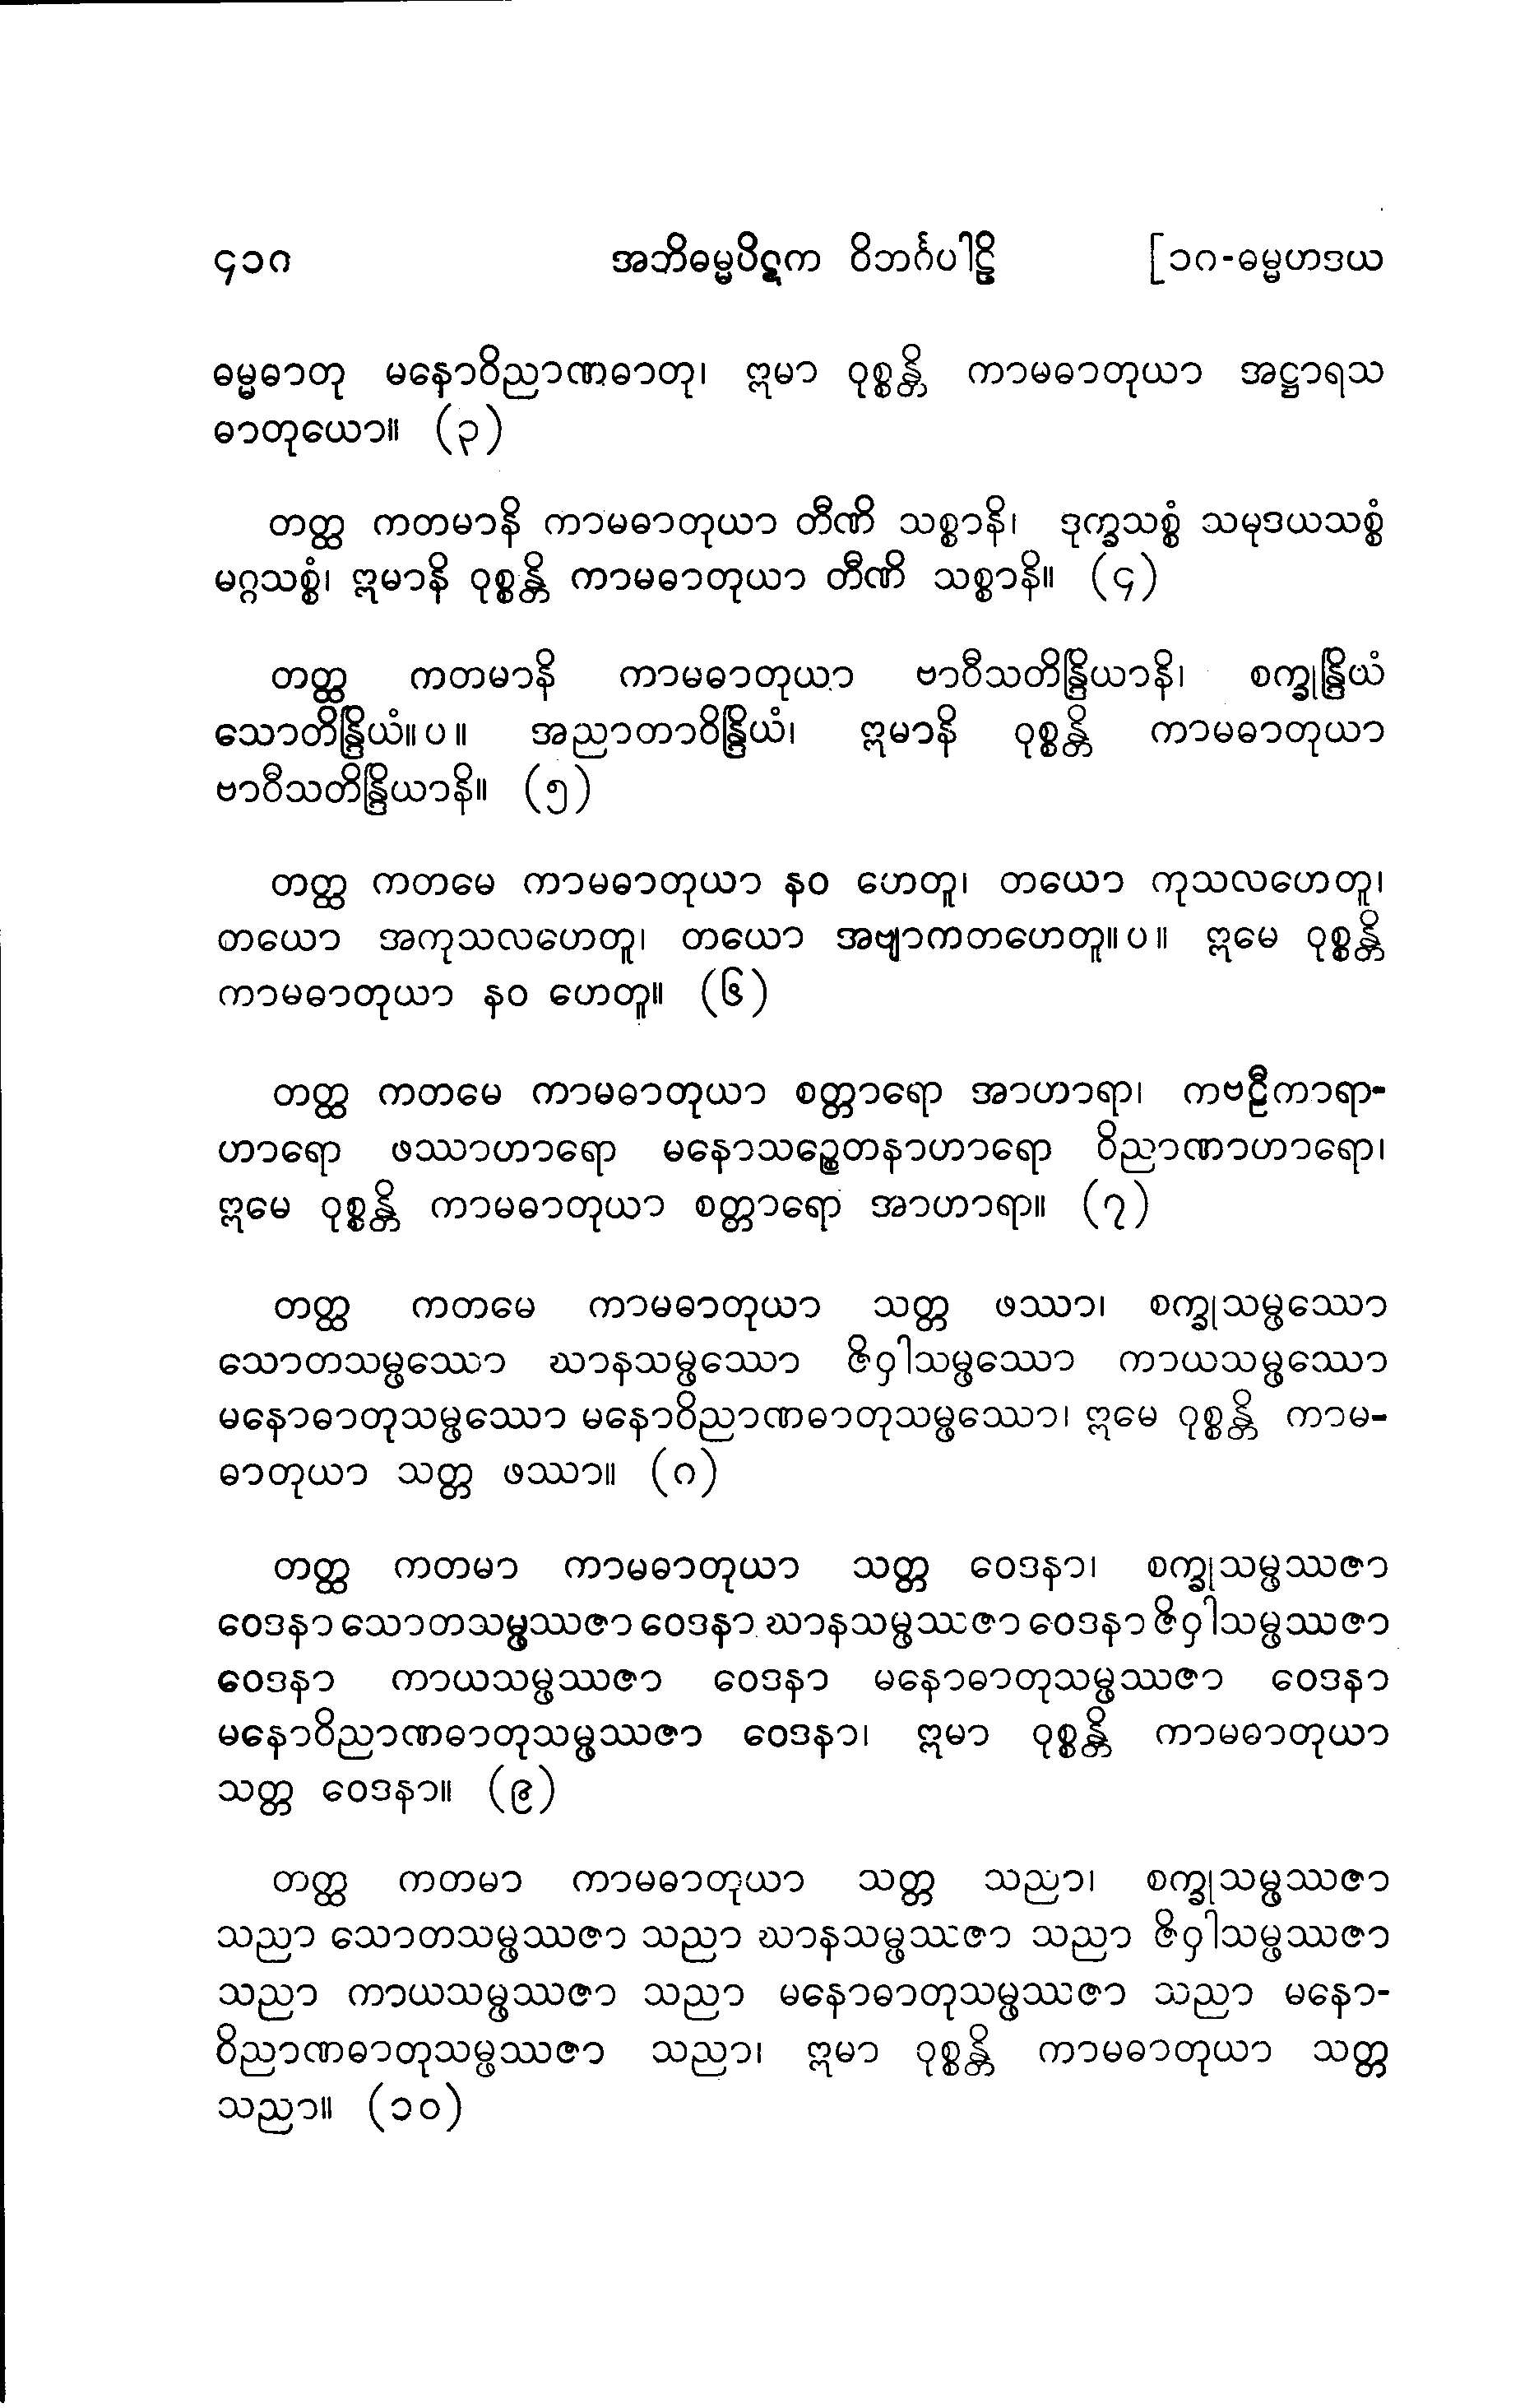 ၄၁၈ အဘိဓမ္မပိဋက ဝိဘင်္ဂပါဠိ [၁၈-ဓမ္မဟဒယ
ဓမ္မဓာတု မနောဝိညာဏဓာတု၊ ဣမာ ဝုစ္စန္တိ ကာမဓာတုယာ အဋ္ဌာရသ
ဓာတုယော။ (၃)
တတ္ထ ကတမာနိ ကာမဓာတုယာ တီဏိ သစ္စာနိ၊ ဒုက္ခသစ္စံ သမုဒယသစ္စံ
မဂ္ဂသစ္စံ၊ ဣမာနိ ဝုစ္စန္တိ ကာမဓာတုယာ တီဏိ သစ္စာနိ။ (၄)
တတ္ထ ကတမာနိ ကာမဓာတုယာ ဗာဝီသတိန္ဒြိယာနိ၊ စက္ခုန္ဒြိယံ
သောတိန္ဒြိယံ။ပ။ အညာတာဝိန္ဒြိယံ၊ ဣမာနိ ဝုစ္စန္တိ ကာမဓာတုယာ
ဗာဝီသတိန္ဒြိယာနိ။ (၅)
တတ္ထ ကတမေ ကာမဓာတုယာ နဝ ဟေတူ၊ တယော ကုသလဟေတူ၊
တယော အကုသလဟေတူ၊ တယော အဗျာကတဟေတူ။ပ။ ဣမေ ဝုစ္စန္တိ
ကာမဓာတုယာ နဝ ဟေတူ။ (၆)
တတ္ထ ကတမေ ကာမဓာတုယာ စတ္တာရော အာဟာရာ၊ ကဗဠီကာရာ-
ဟာရော ဖဿာဟာရော မနောသဉ္စေတနာဟာရော ဝိညာဏာဟာရော၊
ဣမေ ဝုစ္စန္တိ ကာမဓာတုယာ စတ္တာရော အာဟာရာ။ (၇)
တတ္ထ ကတမေ ကာမဓာတုယာ သတ္တ ဖဿာ၊ စက္ခုသမ္ဖဿော
သောတသမ္ဖဿော ဃာနသမ္ဖဿော ဇိဝှါသမ္ဖဿော ကာယသမ္ဖဿော
မနောဓာတုသမ္ဖဿော မနောဝိညာဏဓာတုသမ္ဖဿော၊ ဣမေ ဝုစ္စန္တိ ကာမ-
ဓာတုယာ သတ္တ ဖဿာ။ (၈)
တတ္ထ ကတမာ ကာမဓာတုယာ သတ္တ ဝေဒနာ၊ စက္ခုသမ္ဖဿဇာ
ဝေဒနာ သောတသမ္ဖဿဇာ ဝေဒနာ ဃာနသမ္ဖဿဇာ ဝေဒနာ ဇိဝှါသမ္ဖဿဇာ
ဝေဒနာ ကာယသမ္ဖဿဇာ ဝေဒနာ မနောဓာတုသမ္ဖဿဇာ ဝေဒနာ
မနောဝိညာဏဓာတုသမ္ဖဿဇာ ဝေဒနာ၊ ဣမာ ဝုစ္စန္တိ ကာမဓာတုယာ
သတ္တ ဝေဒနာ။ (၉)
တတ္ထ ကတမာ ကာမဓာတုယာ သတ္တ သညာ၊ စက္ခုသမ္ဖဿဇာ
သညာ သောတသမ္ဖဿဇာ သညာ ဃာနသမ္ဖဿဇာ သညာ ဇိဝှါသမ္ဖဿဇာ
သညာ ကာယသမ္ဖဿဇာ သညာ မနောဓာတုသမ္ဖဿဇာ သညာ မနော-
ဝိညာဏဓာတုသမ္ဖဿဇာ သညာ၊ ဣမာ ဝုစ္စန္တိ ကာမဓာတုယာ သတ္တ
သညာ။ (၁၀)